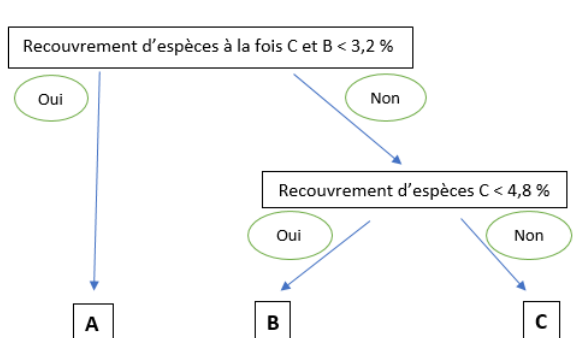 Recouvrement d'espèces à la fois C et B < 3,2 %
Oui
Non
Recouvrement d'espèces C < 4,8 %
Oui
Non
A
B
C